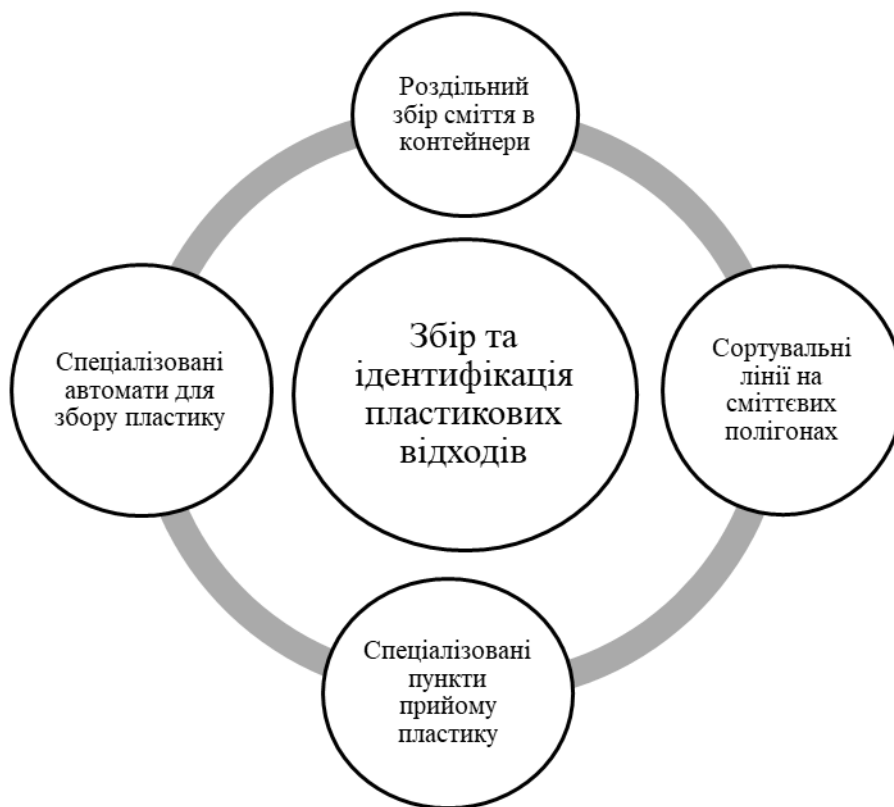 Роздільний
збір сміття в
контейнери
Спеціалізовані
автомати для
збору пластику
Збір та
ідентифікація
пластикових
відходів
Сортувальні
лінії на
сміттєвих
полігонах
Спеціалізовані
пункти
прийому
пластику